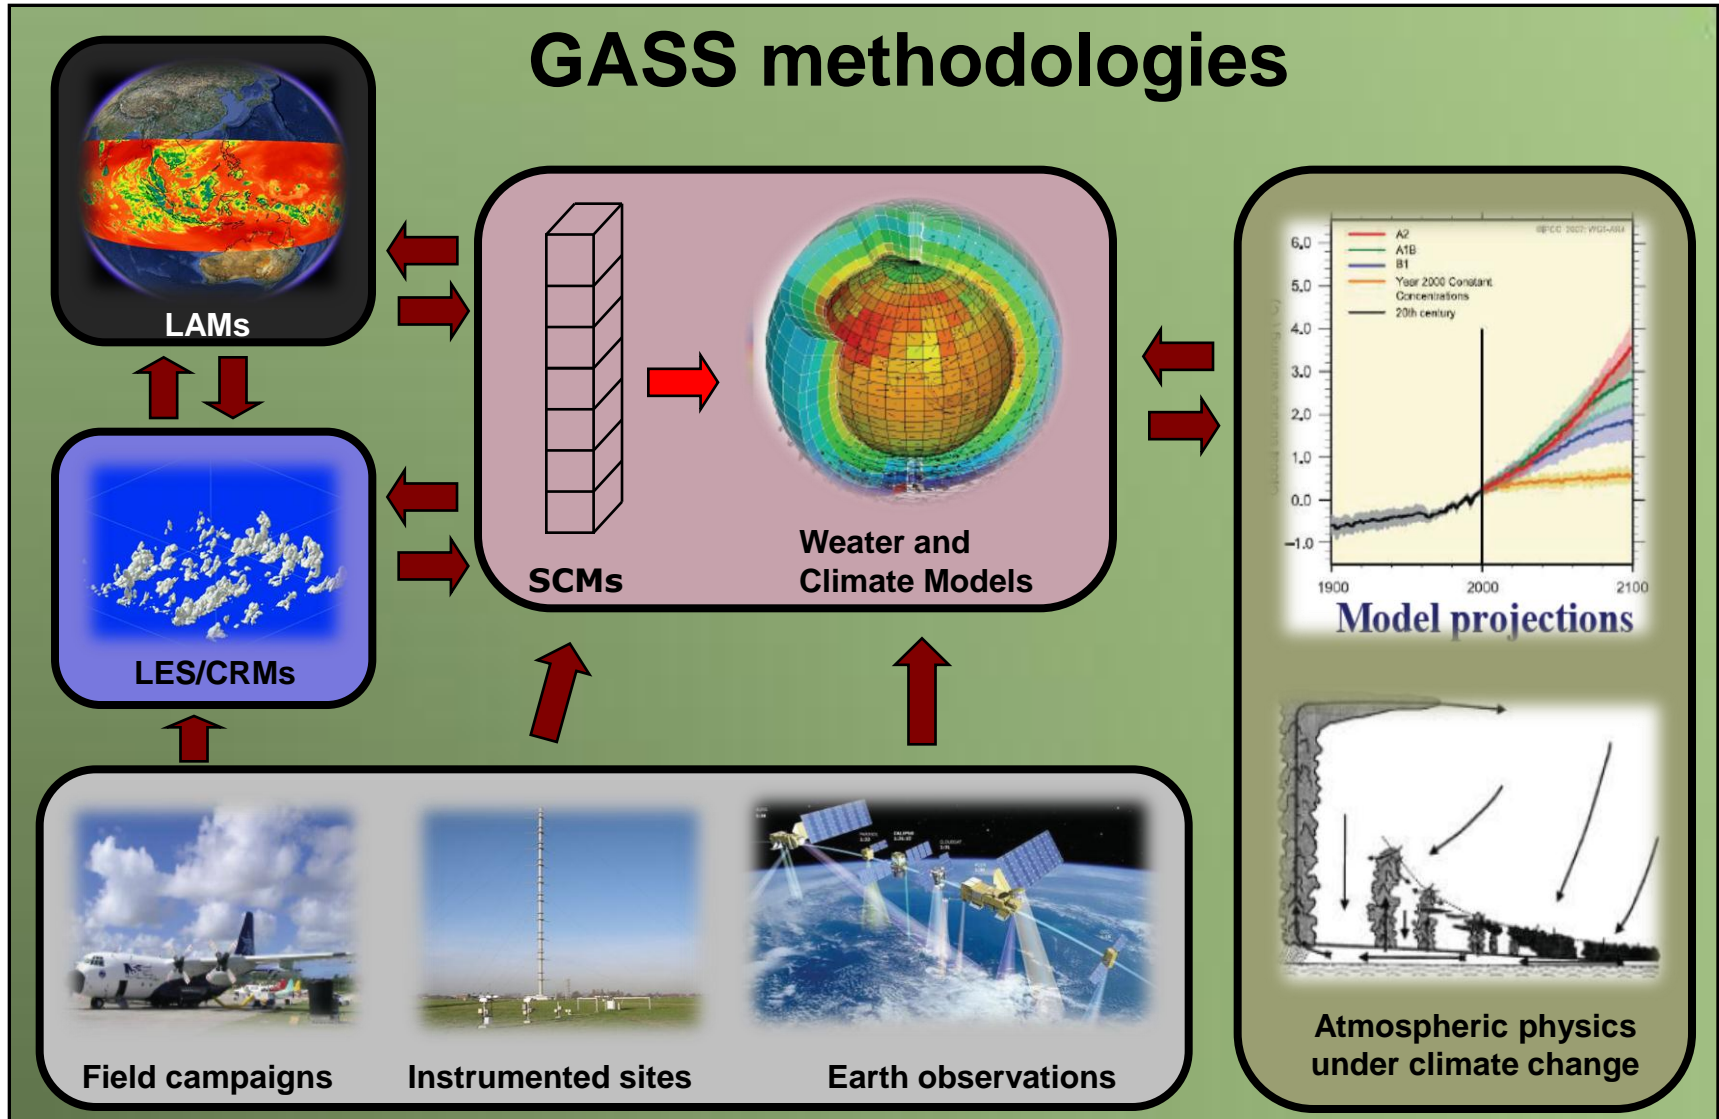 GASS methodologies
LAMs
LES/CRMs
SCMs
Weater and
Climate Models
A2
A1B
B1
Year 2000 Constant
Concentrations
20th century
6.0
5.0
4.0
3.0
2.0
1.0
0.0
−1.0
1900
2000
2100
Model projections
Atmospheric physics
under climate change
Field campaigns
Instrumented sites
Earth observations